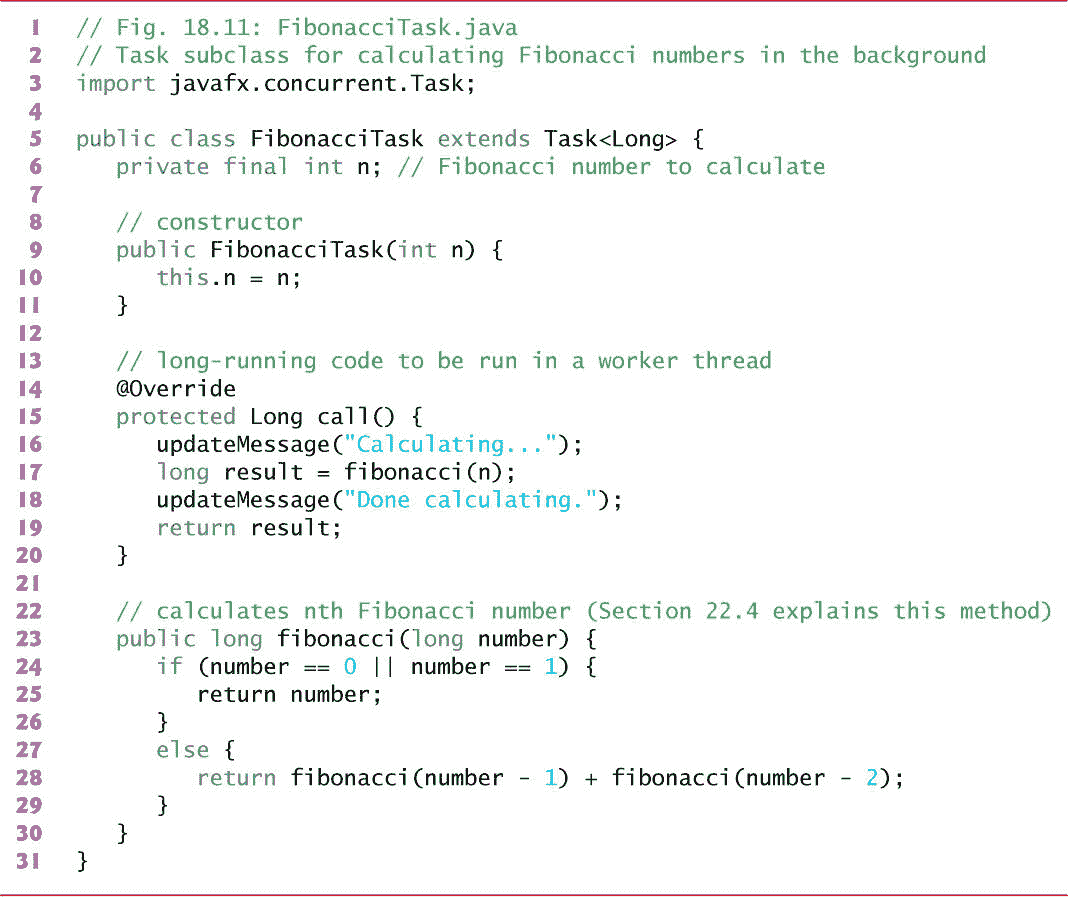 1 // Fig. 18.11: FibonacciTask.java
2 // Task subclass for calculating Fibonacci numbers in the background
3 import javafx.concurrent.Task;
4
5 public class FibonacciTask extends Task<Long> {
6    private final int n; // Fibonacci number to calculate
7
8    // constructor
9    public FibonacciTask(int n) {
10       this.n = n;
11    }
12
13    // long-running code to be run in a worker thread
14    @Override
15    protected Long call() {
16       updateMessage("Calculating...");
17       long result = fibonacci(n);
18       updateMessage("Done calculating.");
19       return result;
20    }
21
22    // calculates nth Fibonacci number (Section 22.4 explains this method)
23    public long fibonacci(long number) {
24       if (number == 0 || number == 1) {
25          return number;
26       }
27       else {
28          return fibonacci(number - 1) + fibonacci(number - 2);
29       }
30    }
31 }